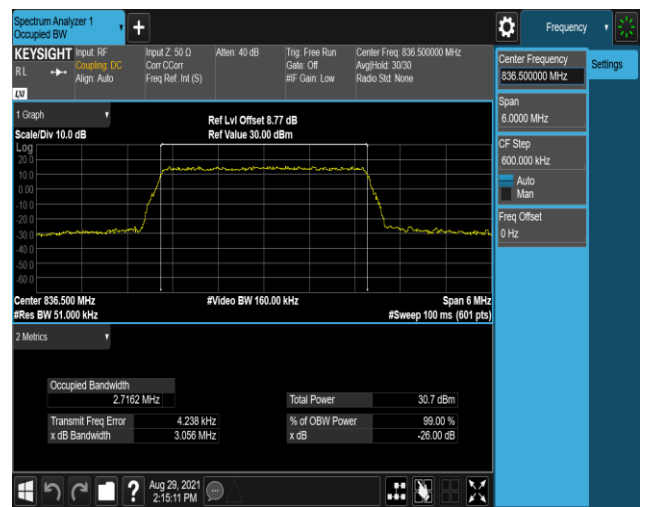 Spectrum Analyzer 1
Occupied BW
Frequency
KEYSIGHT
RL
Input: RF
Coupling: DC
Align: Auto
Input Z: 50 Ω
Corr CCorr
Freq Ref: Int (S)
Atten: 40 dB
Trig: Free Run
Gate: Off
#IF Gain: Low
Center Freq: 836.500000 MHz
Avg|Hold: 30/30
Radio Std: None
LXI
Center Frequency
836.500000 MHz
Settings
Span
6.0000 MHz
CF Step
600.000 kHz
Auto
Man
Freq Offset
0 Hz
1 Graph
Scale/Div 10.0 dB
Ref Lvl Offset 8.77 dB
Ref Value 30.00 dBm
Log
20.0
10.0
0.00
-10.0
-20.0
-30.0
-40.0
-50.0
-60.0
Center 836.500 MHz
#Video BW 160.00 kHz
Span 6 MHz
#Res BW 51.000 kHz
#Sweep 100 ms (601 pts)
2 Metrics
Occupied Bandwidth
2.7162 MHz
Total Power 30.7 dBm
Transmit Freq Error 4.238 kHz
% of OBW Power 99.00 %
x dB Bandwidth 3.056 MHz
x dB -26.00 dB
?
Aug 29, 2021
2:15:11 PM